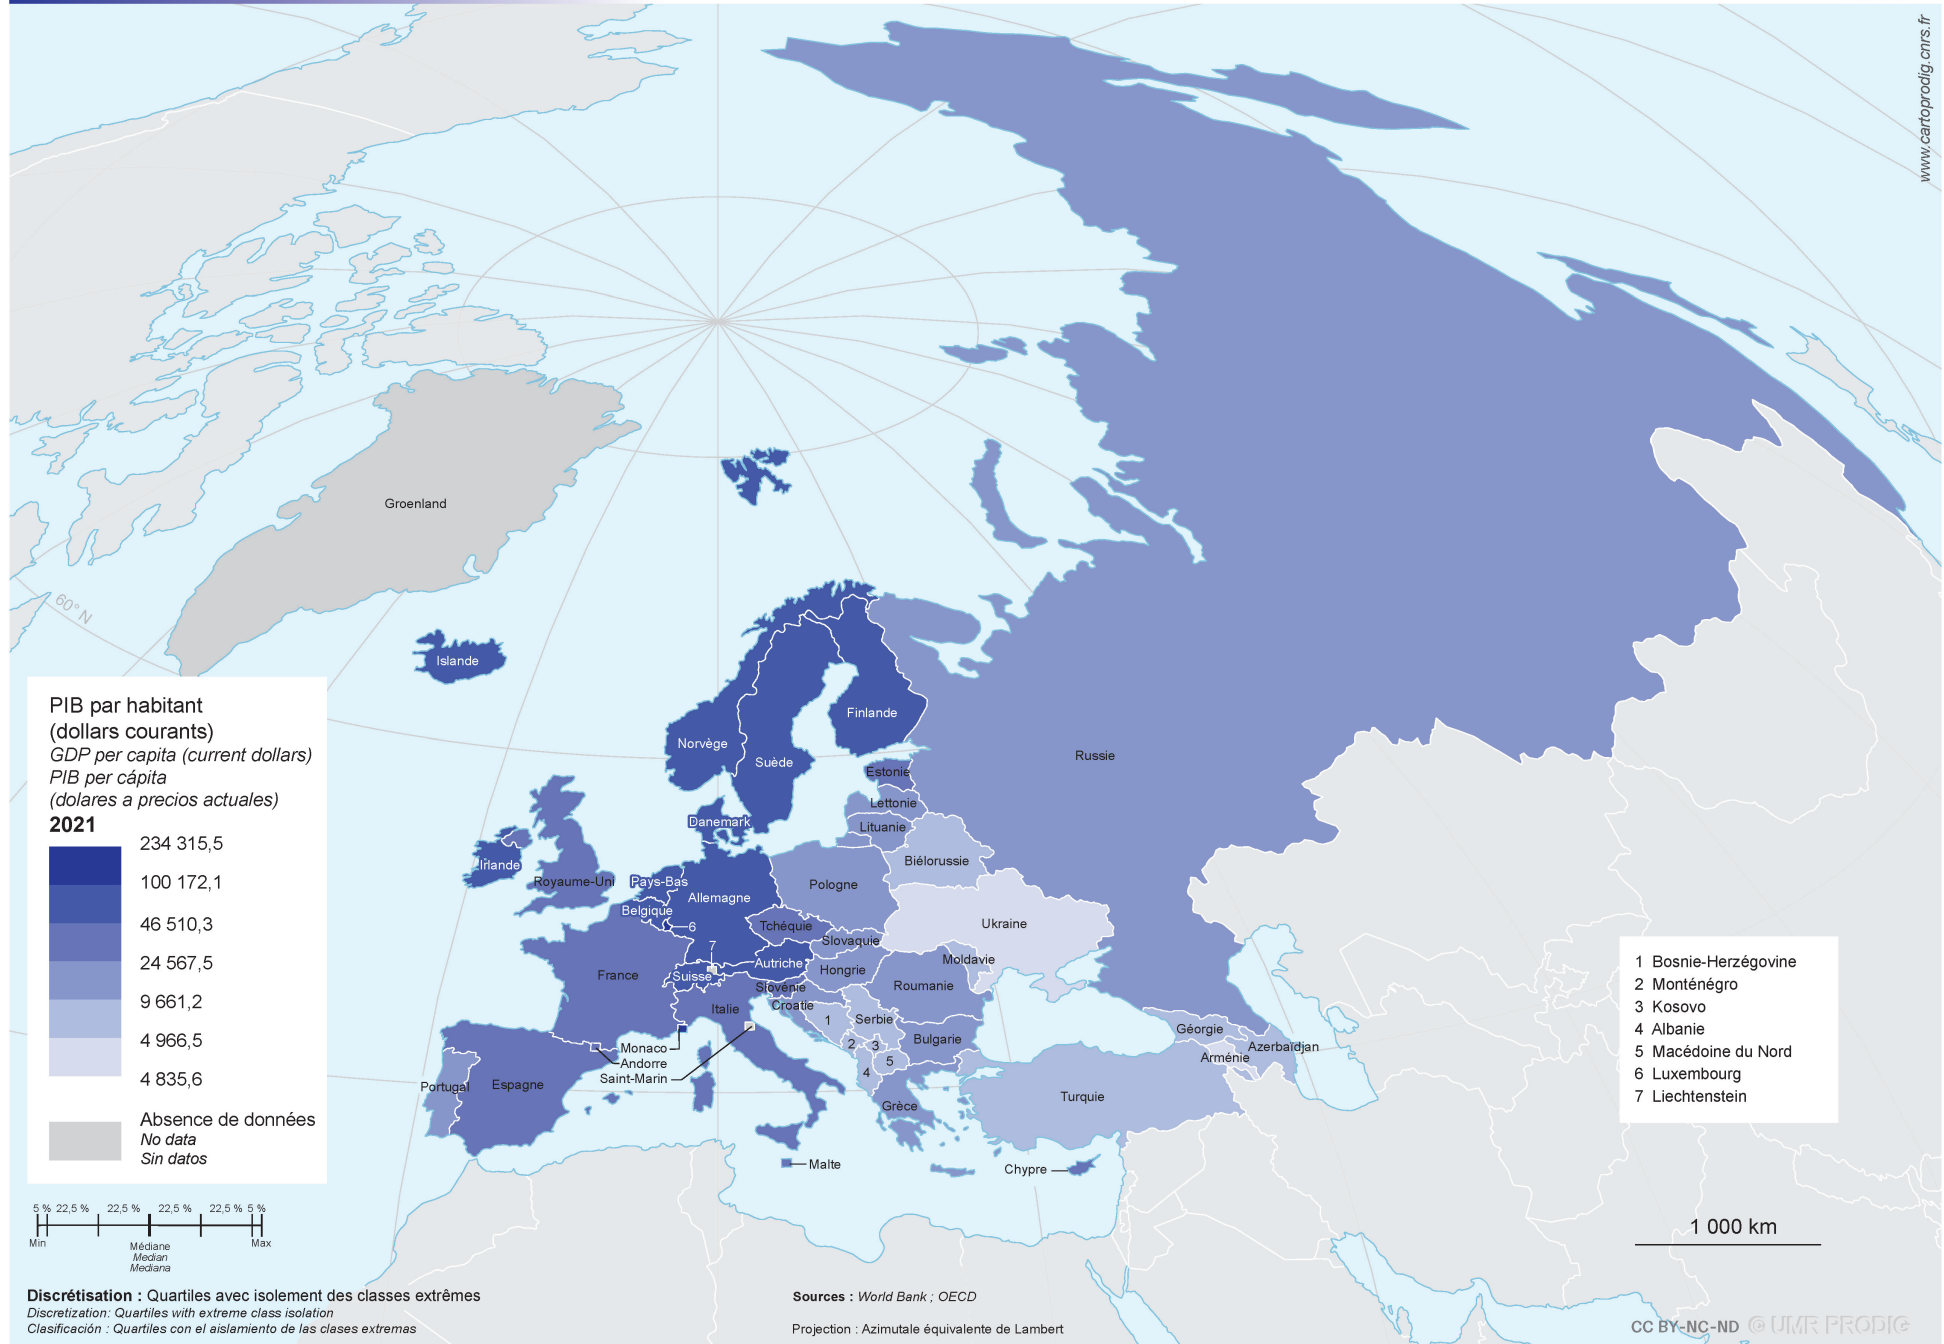 www.cartoprodig.cnrs.fr
Groenland
60° N
Islande
Norvège
Suède
Finlande
Russie
Estonie
Lettonie
Lituanie
Danemark
Irlande
Royaume-Uni
Pays-Bas
Allemagne
Belgique
6
7
Pologne
Biélorussie
Ukraine
Tchéquie
Slovaquie
Moldavie
France
Suisse
Autriche
Hongrie
Roumanie
Slovénie
Croatie
Italie
1
Serbie
Bulgarie
2
3
4
5
Géorgie
Arménie
Azerbaïdjan
Monaco
Andorre
Saint-Marin
Portugal
Espagne
Grèce
Turquie
Malte
Chypre
PIB par habitant
(dollars courants)
GDP per capita (current dollars)
PIB per cápita
(dolares a precios actuales)
2021
234 315,5
100 172,1
46 510,3
24 567,5
9 661,2
4 966,5
4 835,6
Absence de données
No data
Sin datos
5 % 22,5 % 22,5 % 22,5 % 22,5 % 5 %
Min
Médiane
Median
Mediana
Max
1 Bosnie-Herzégovine
2 Monténégro
3 Kosovo
4 Albanie
5 Macédoine du Nord
6 Luxembourg
7 Liechtenstein
1 000 km
Discrétisation : Quartiles avec isolement des classes extrêmes
Discretization: Quartiles with extreme class isolation
Clasificación : Quartiles con el aislamiento de las clases extremas
Sources : World Bank ; OECD
Projection : Azimutale équivalente de Lambert
CC BY-NC-ND © UMR PRODIG